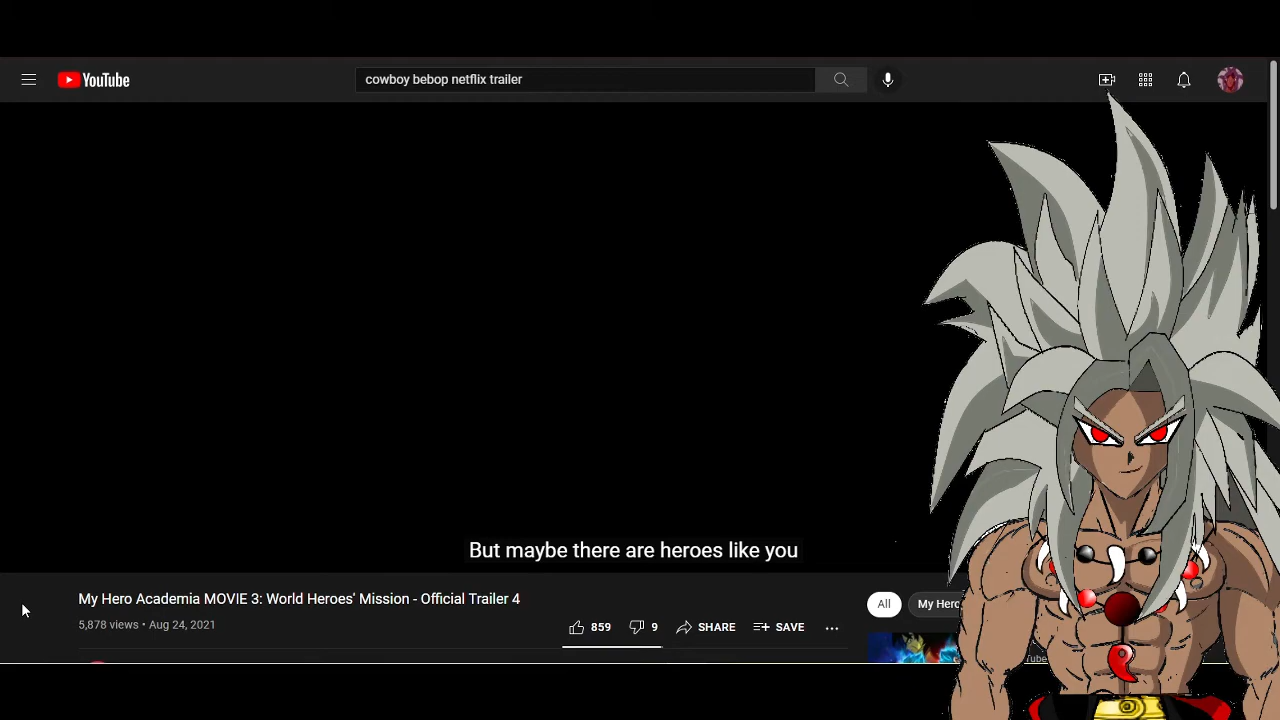 YouTube
cowboy bebop netflix trailer
But maybe there are heroes like you
My Hero Academia MOVIE 3: World Heroes' Mission - Official Trailer 4
5,878 views • Aug 24, 2021
859
9
SHARE
SAVE
All
My Hero